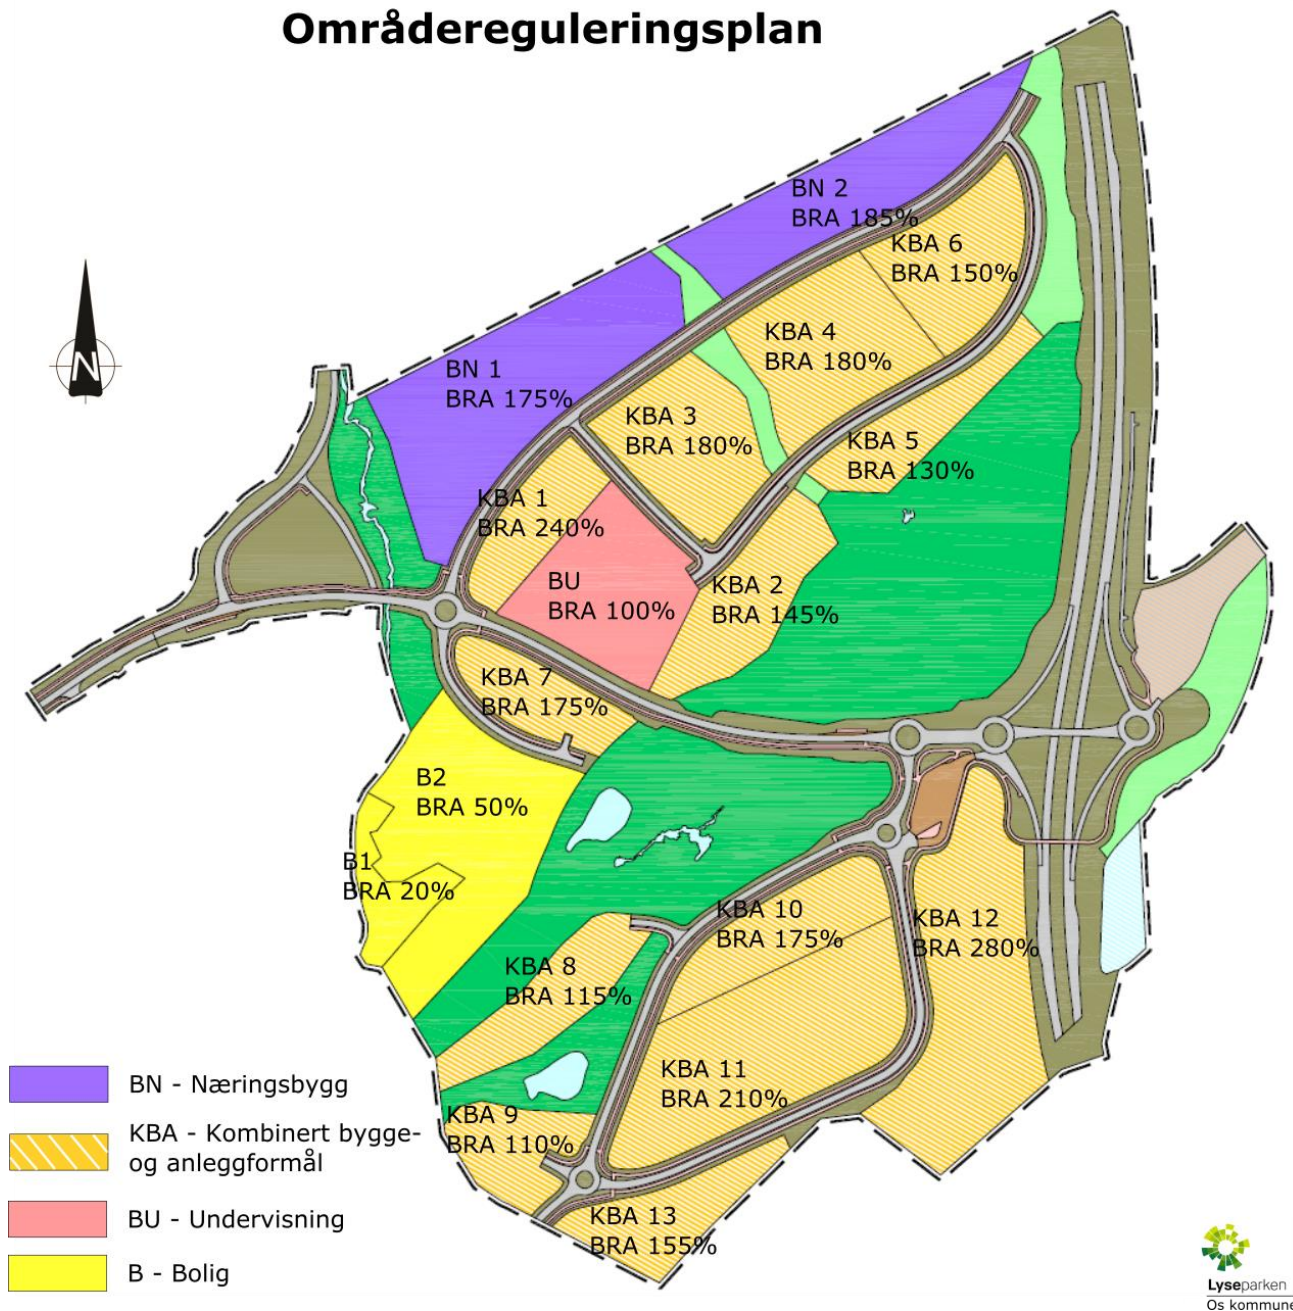 Områdereguleringsplan
BN 2
BRA 185%
KBA 6
BRA 150%
KBA 4
BRA 180%
N
BN 1
BRA 175%
KBA 3
BRA 180%
KBA 5
BRA 130%
KBA 1
BRA 240%
BU
BRA 100%
KBA 2
BRA 145%
KBA 7
BRA 175%
B2
BRA 50%
B1
BRA 20%
KBA 10
BRA 175%
KBA 12
BRA 280%
KBA 8
BRA 115%
KBA 11
BRA 210%
KBA 9
BRA 110%
KBA 13
BRA 155%
BN - Næringsbygg
KBA - Kombinert bygge-
og anleggformål
BU - Undervisning
B - Bolig
Lyseparken
Os kommune